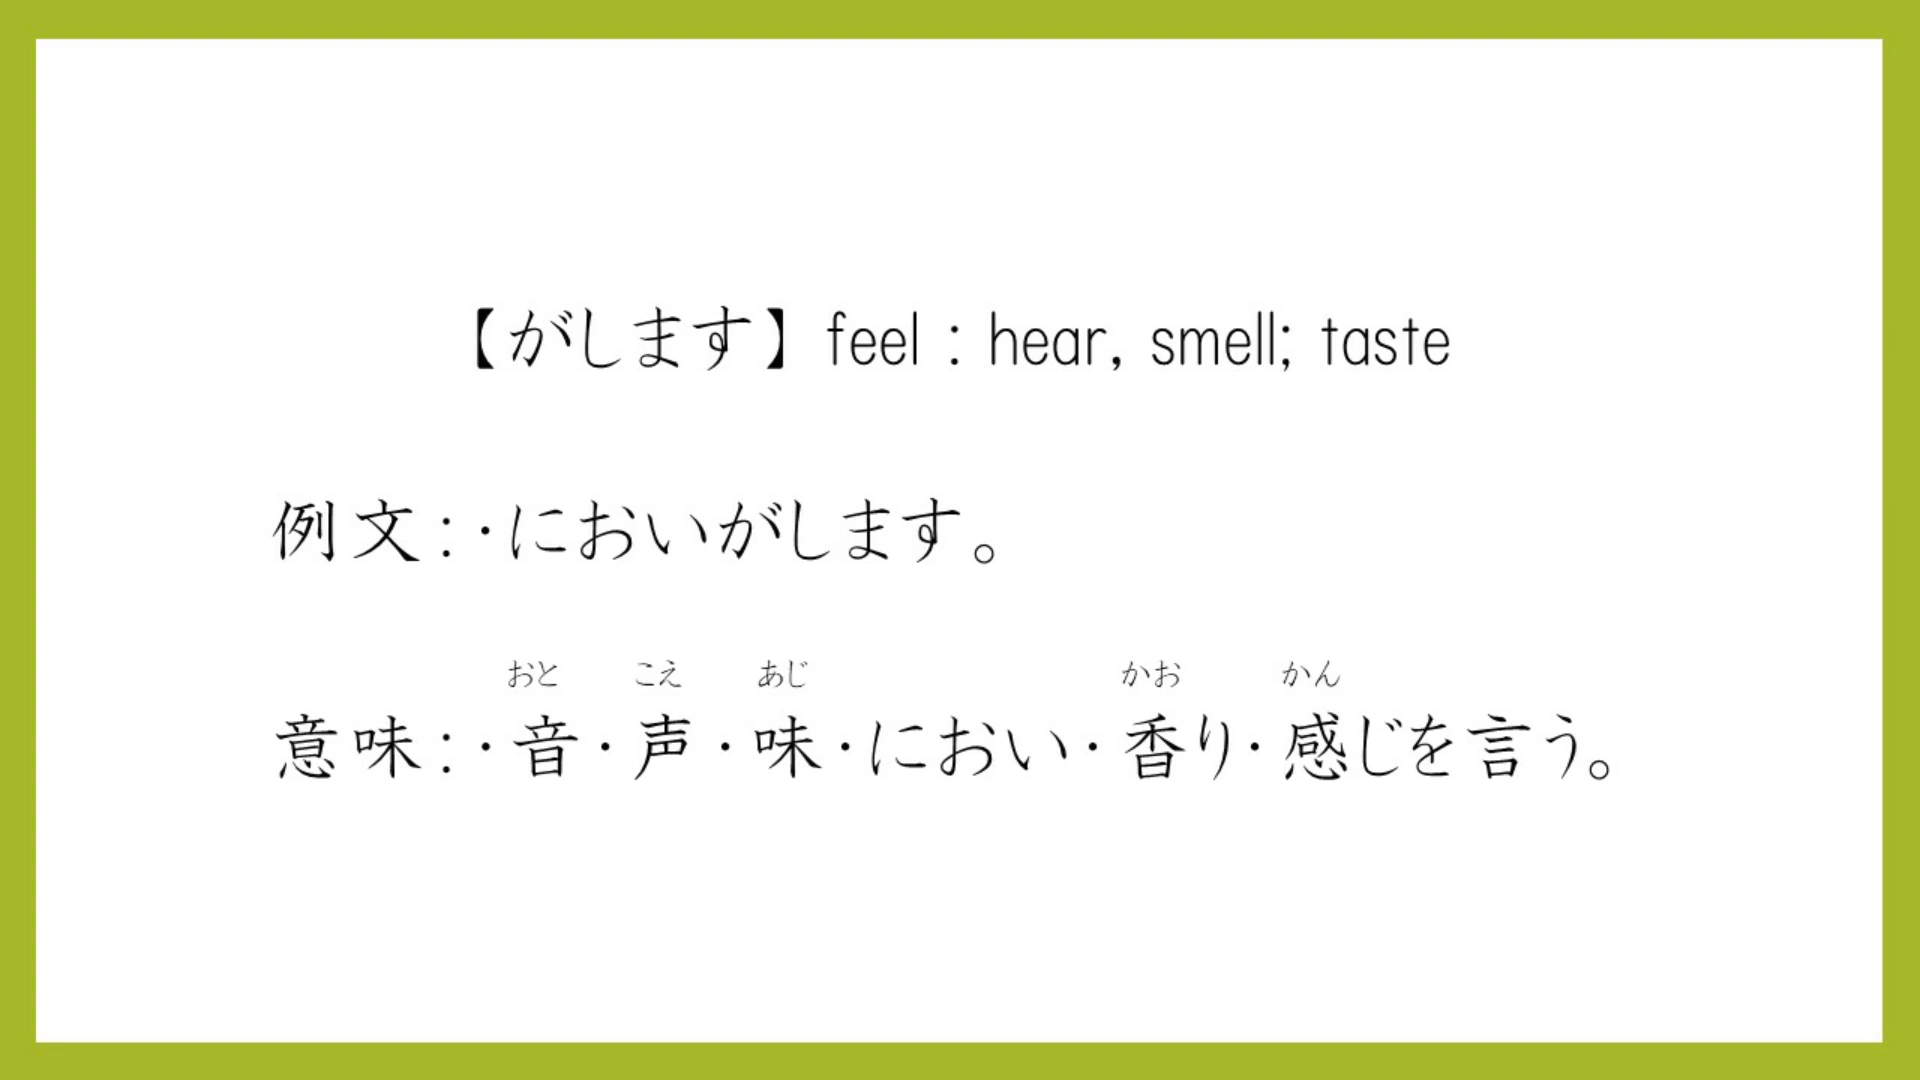 【がします】feel : hear, smell; taste
例文:・においがします。
おと こえ あじ かお かん
意味:・音・声・味・におい・香り・感じを言う。